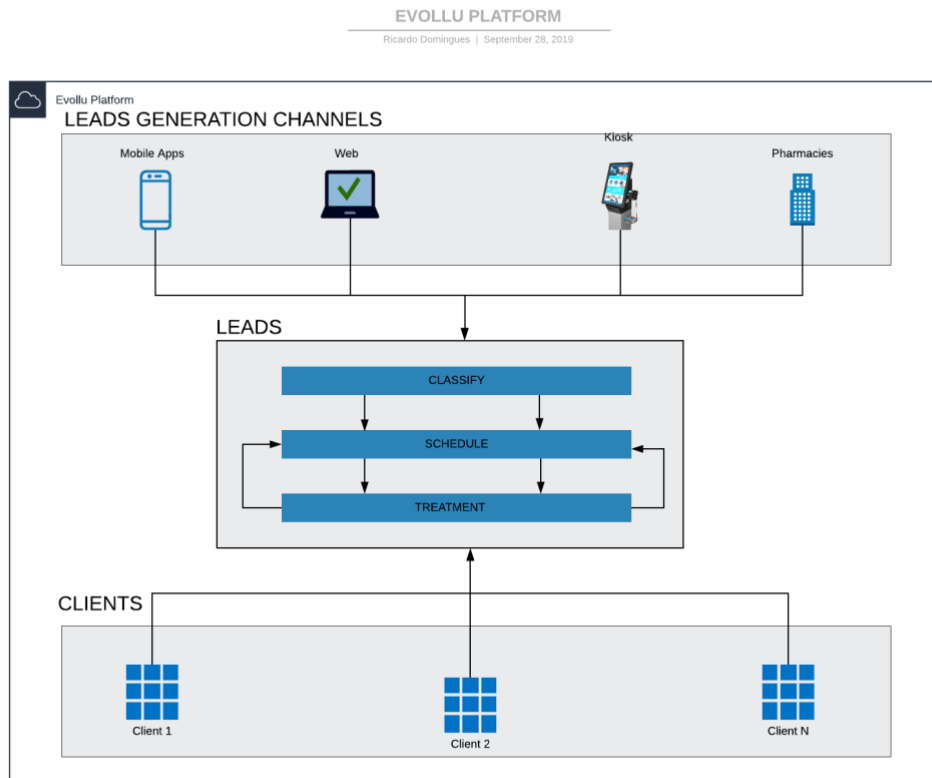 EVOLLU PLATFORM
Ricardo Domingues | September 28, 2019
Evollu Platform
LEADS GENERATION CHANNELS
Mobile Apps
Web
Kiosk
Pharmacies
LEADS
CLASSIFY
SCHEDULE
TREATMENT
CLIENTS
Client 1
Client 2
Client N